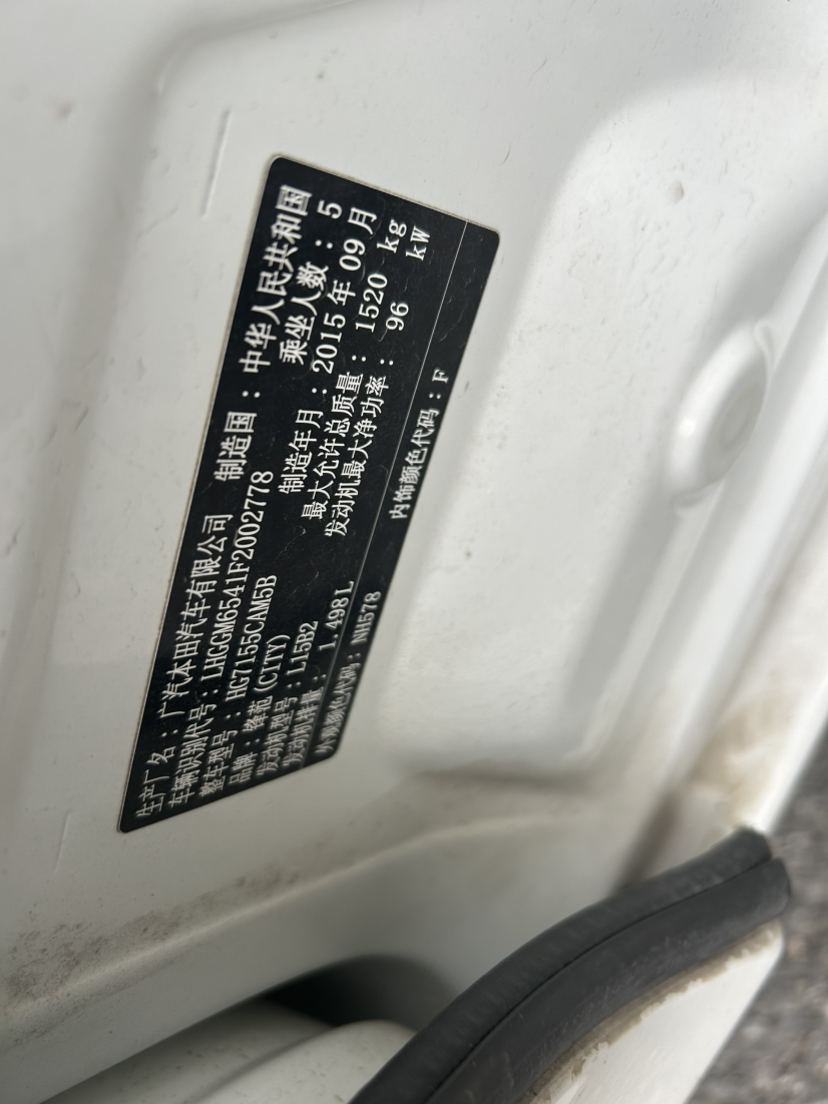 生产厂名：广汽本田汽车有限公司 制造国：中华人民共和国
车辆识别代号：LHGGM6541F2002778 乘坐人数：5
整车型号：HG7155CAM5B 制造年月：2015年09月
品牌：锋范(CITY) 最大允许总质量：1520 kg
发动机型号：L15B2 发动机最大净功率：96 kW
发动机排量：1.498L
外观颜色代码：NH578 内饰颜色代码：F